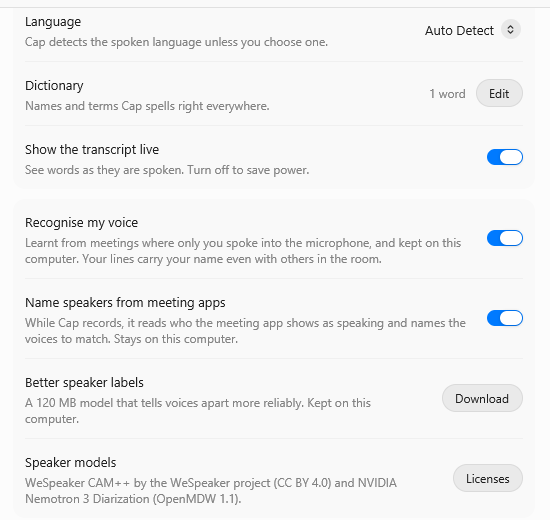 Language
Auto Detect
Cap detects the spoken language unless you choose one.
Dictionary
1 word
Edit
Names and terms Cap spells right everywhere.
Show the transcript live
See words as they are spoken. Turn off to save power.
Recognise my voice
Learnt from meetings where only you spoke into the microphone, and kept on this
computer. Your lines carry your name even with others in the room.
Name speakers from meeting apps
While Cap records, it reads who the meeting app shows as speaking and names the
voices to match. Stays on this computer.
Better speaker labels
A 120 MB model that tells voices apart more reliably. Kept on this
computer.
Download
Speaker models
WeSpeaker CAM++ by the WeSpeaker project (CC BY 4.0) and NVIDIA
Nemotron 3 Diarization (OpenMDW 1.1).
Licenses